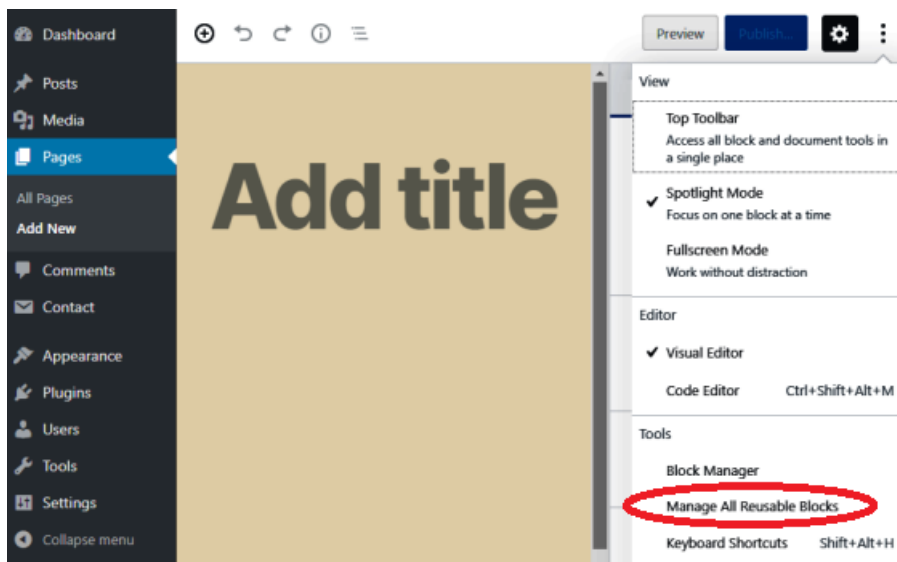 Dashboard
Posts
Media
Pages
All Pages
Add New
Comments
Contact
Appearance
Plugins
Users
Tools
Settings
Collapse menu
Preview
Publish...
Add title
View
Top Toolbar
Access all block and document tools in
a single place
Spotlight Mode
Focus on one block at a time
Fullscreen Mode
Work without distraction
Editor
Visual Editor
Code Editor Ctrl+Shift+Alt+M
Tools
Block Manager
Manage All Reusable Blocks
Keyboard Shortcuts Shift+Alt+H